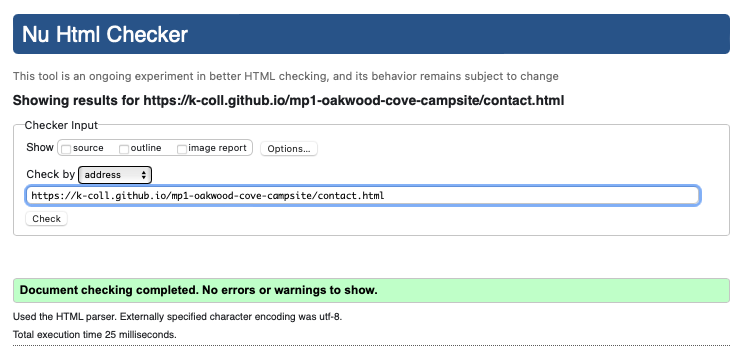 Nu Html Checker
This tool is an ongoing experiment in better HTML checking, and its behavior remains subject to change
Showing results for https://k-coll.github.io/mp1-oakwood-cove-campsite/contact.html
Checker Input
Show source outline image report Options...
Check by address
https://k-coll.github.io/mp1-oakwood-cove-campsite/contact.html
Check
Document checking completed. No errors or warnings to show.
Used the HTML parser. Externally specified character encoding was utf-8.
Total execution time 25 milliseconds.